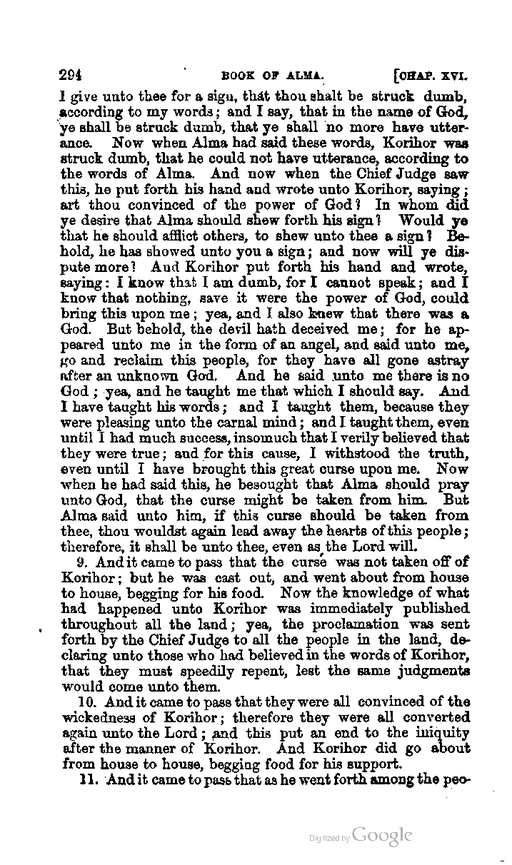 294 BOOK OF ALMA. [CHAP. XVI.
I give unto thee for a sign, that thou shalt be struck dumb,
according to my words; and I say, that in the name of God,
ye shall be struck dumb, that ye shall no more have utter-
ance. Now when Alma had said these words, Korihor was
struck dumb, that he could not have utterance, according to
the words of Alma. And now when the Chief Judge saw
this, he put forth his hand and wrote unto Korihor, saying;
art thou convinced of the power of God? In whom did
ye desire that Alma should shew forth his sign? Would ye
that he should afflict others, to shew unto thee a sign? Be-
hold, he has showed unto you a sign; and now will ye dis-
pute more? And Korihor put forth his hand and wrote,
saying: I know that I am dumb, for I cannot speak; and I
know that nothing, save it were the power of God, could
bring this upon me; yea, and I also knew that there was a
God. But behold, the devil hath deceived me; for he ap-
peared unto me in the form of an angel, and said unto me,
go and reclaim this people, for they have all gone astray
after an unknown God. And he said unto me there is no
God; yea, and he taught me that which I should say. And
I have taught his words; and I taught them, because they
were pleasing unto the carnal mind; and I taught them, even
until I had much success, insomuch that I verily believed that
they were true; and for this cause, I withstood the truth,
even until I have brought this great curse upon me. Now
when he had said this, he besought that Alma should pray
unto God, that the curse might be taken from him. But
Alma said unto him, if this curse should be taken from
thee, thou wouldst again lead away the hearts of this people;
therefore, it shall be unto thee, even as the Lord will.
9. And it came to pass that the curse was not taken off of
Korihor; but he was cast out, and went about from house
to house, begging for his food. Now the knowledge of what
had happened unto Korihor was immediately published
throughout all the land; yea, the proclamation was sent
forth by the Chief Judge to all the people in the land, de-
claring unto those who had believed in the words of Korihor,
that they must speedily repent, lest the same judgments
would come unto them.
10. And it came to pass that they were all convinced of the
wickedness of Korihor; therefore they were all converted
again unto the Lord; and this put an end to the iniquity
after the manner of Korihor. And Korihor did go about
from house to house, begging food for his support.
11. And it came to pass that as he went forth among the peo-
Digitized by Google